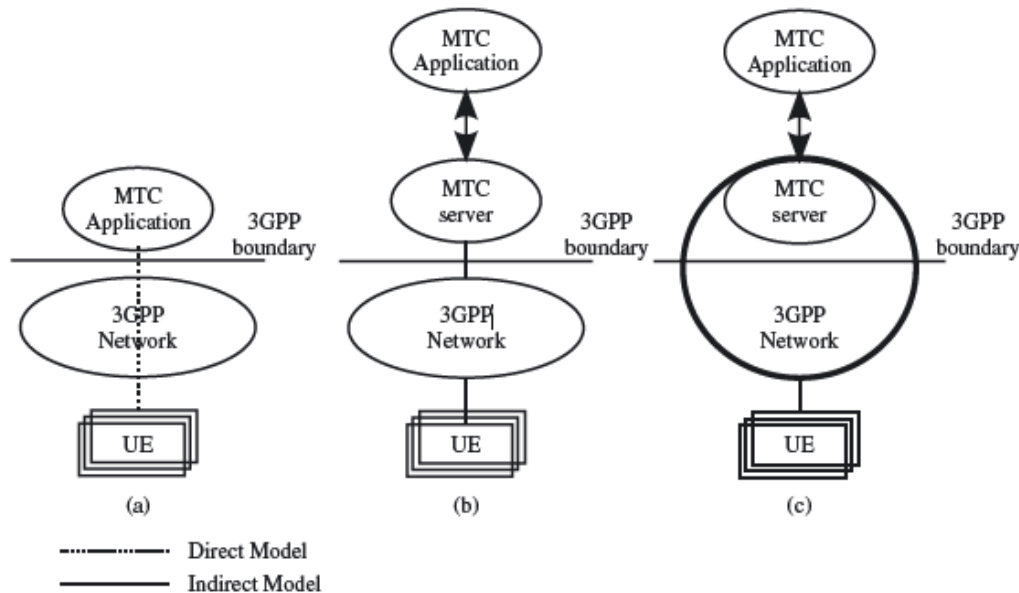 MTC
Application
3GPP
boundary
3GPP
Network
UE
(a)
MTC
Application
MTC
server
3GPP
boundary
3GPP
Network
UE
(b)
MTC
Application
MTC
server
3GPP
boundary
3GPP
Network
UE
(c)
Direct Model
Indirect Model